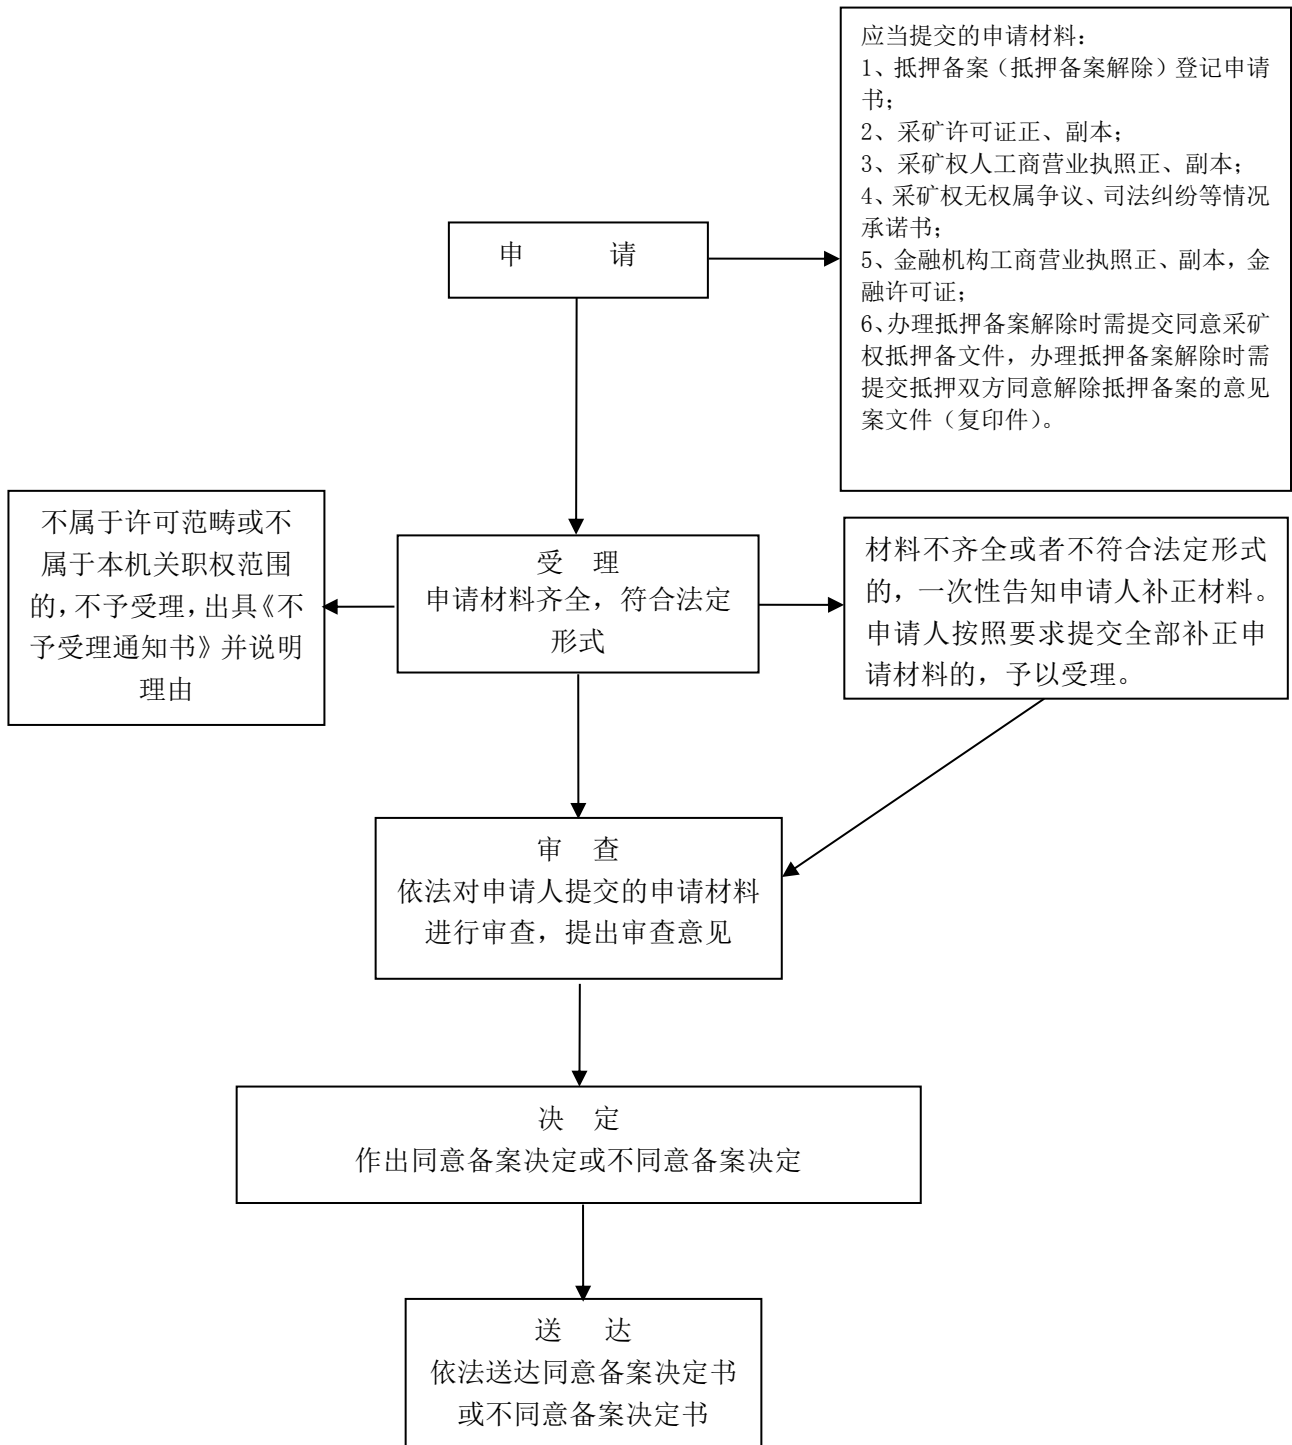 应当提交的申请材料：
1、抵押备案（抵押备案解除）登记申请
书；
2、采矿许可证正、副本；
3、采矿权人工商营业执照正、副本；
4、采矿权无权属争议、司法纠纷等情况
承诺书；
5、金融机构工商营业执照正、副本，金
融许可证；
6、办理抵押备案解除时需提交同意采矿
权抵押备文件，办理抵押备案解除时需
提交抵押双方同意解除抵押备案的意见
案文件（复印件）。
申 请
不属于许可范畴或不
属于本机关职权范围
的，不予受理，出具《不
予受理通知书》并说明
理由
受 理
申请材料齐全，符合法定
形式
材料不齐全或者不符合法定形式
的，一次性告知申请人补正材料。
申请人按照要求提交全部补正申
请材料的，予以受理。
审 查
依法对申请人提交的申请材料
进行审查，提出审查意见
决 定
作出同意备案决定或不同意备案决定
送 达
依法送达同意备案决定书
或不同意备案决定书